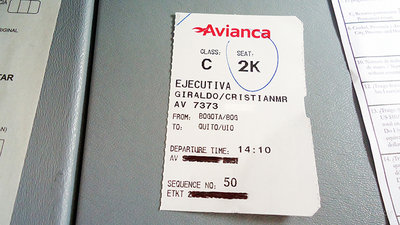 Avianca
CLASS: SEAT:
C 2K
EJECUTIVA
GIRALDO/CRISTIANMR
AV 7373
FROM: BOGOTA/BOG
TO: QUITO/UIO
DEPARTURE TIME: 14:10
AV
SEQUENCE NO: 50
ETKT